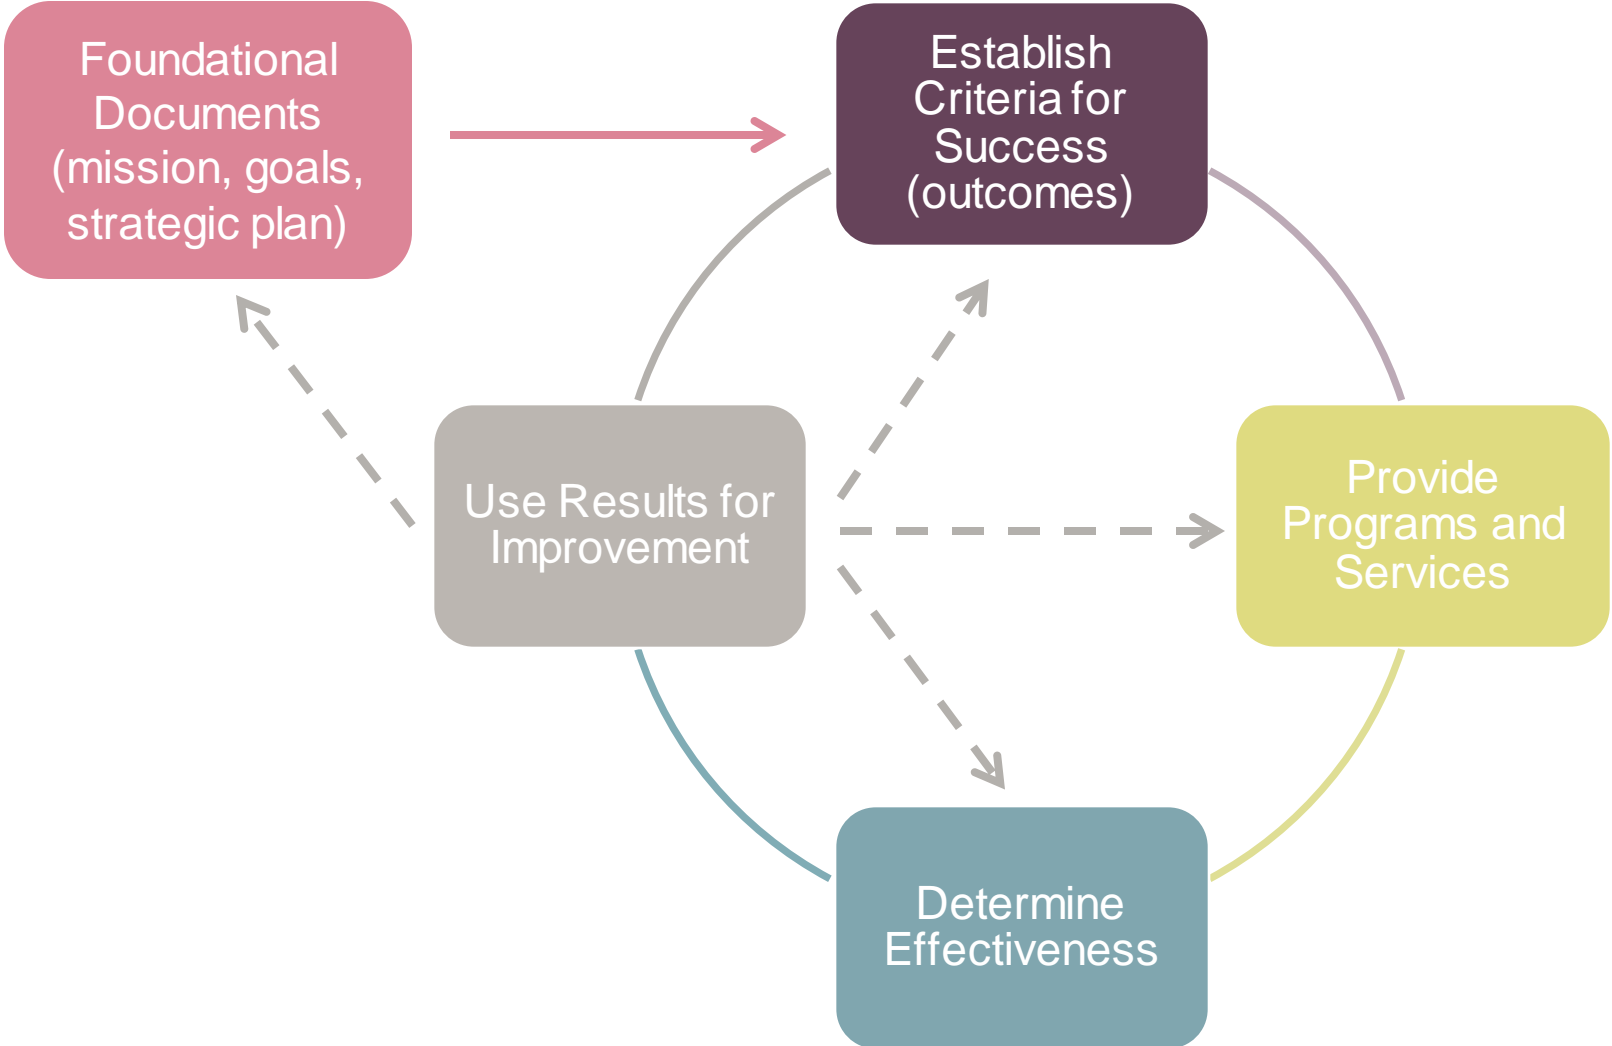 Foundational
Documents
(mission, goals,
strategic plan)
Establish
Criteria for
Success
(outcomes)
Use Results for
Improvement
Provide
Programs and
Services
Determine
Effectiveness